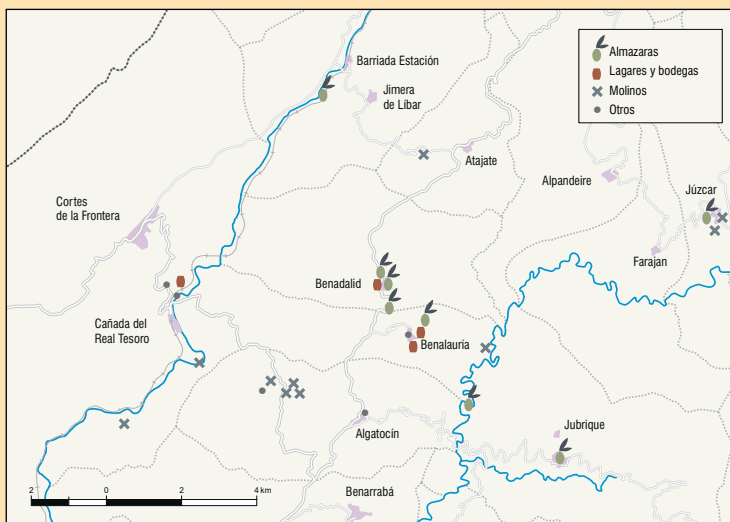 Barriada Estación
Jimera
de Líbar
Atajate
Alpandeire
Júzcar
Farajan
Cortes
de la Frontera
Benadalid
Cañada del
Real Tesoro
Benalauría
Algatocín
Jubrique
Benarrabá
Almazaras
Lagares y bodegas
Molinos
Otros
2 0 2 4 km